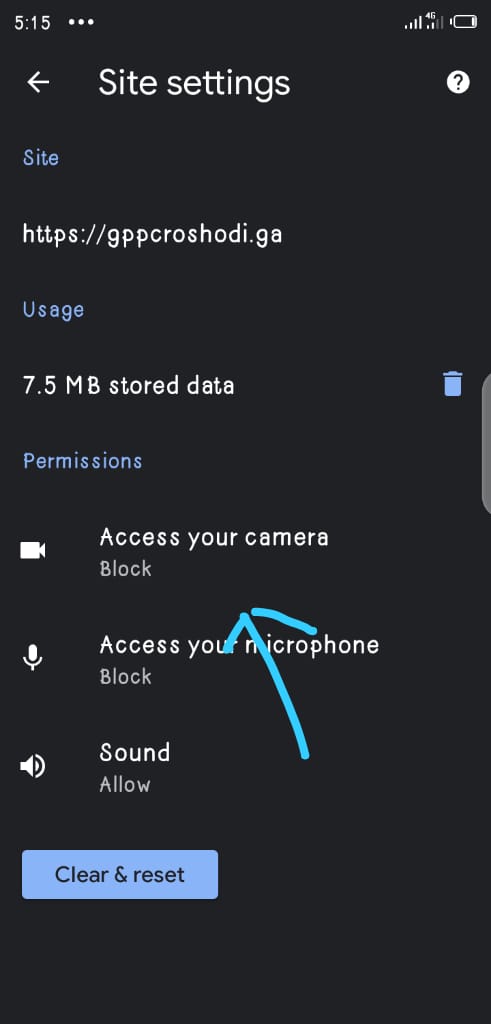 5:15
4G
Site settings
Site
https://gppcroshodi.ga
Usage
7.5 MB stored data
Permissions
Access your camera
Block
Access your microphone
Block
Sound
Allow
Clear & reset